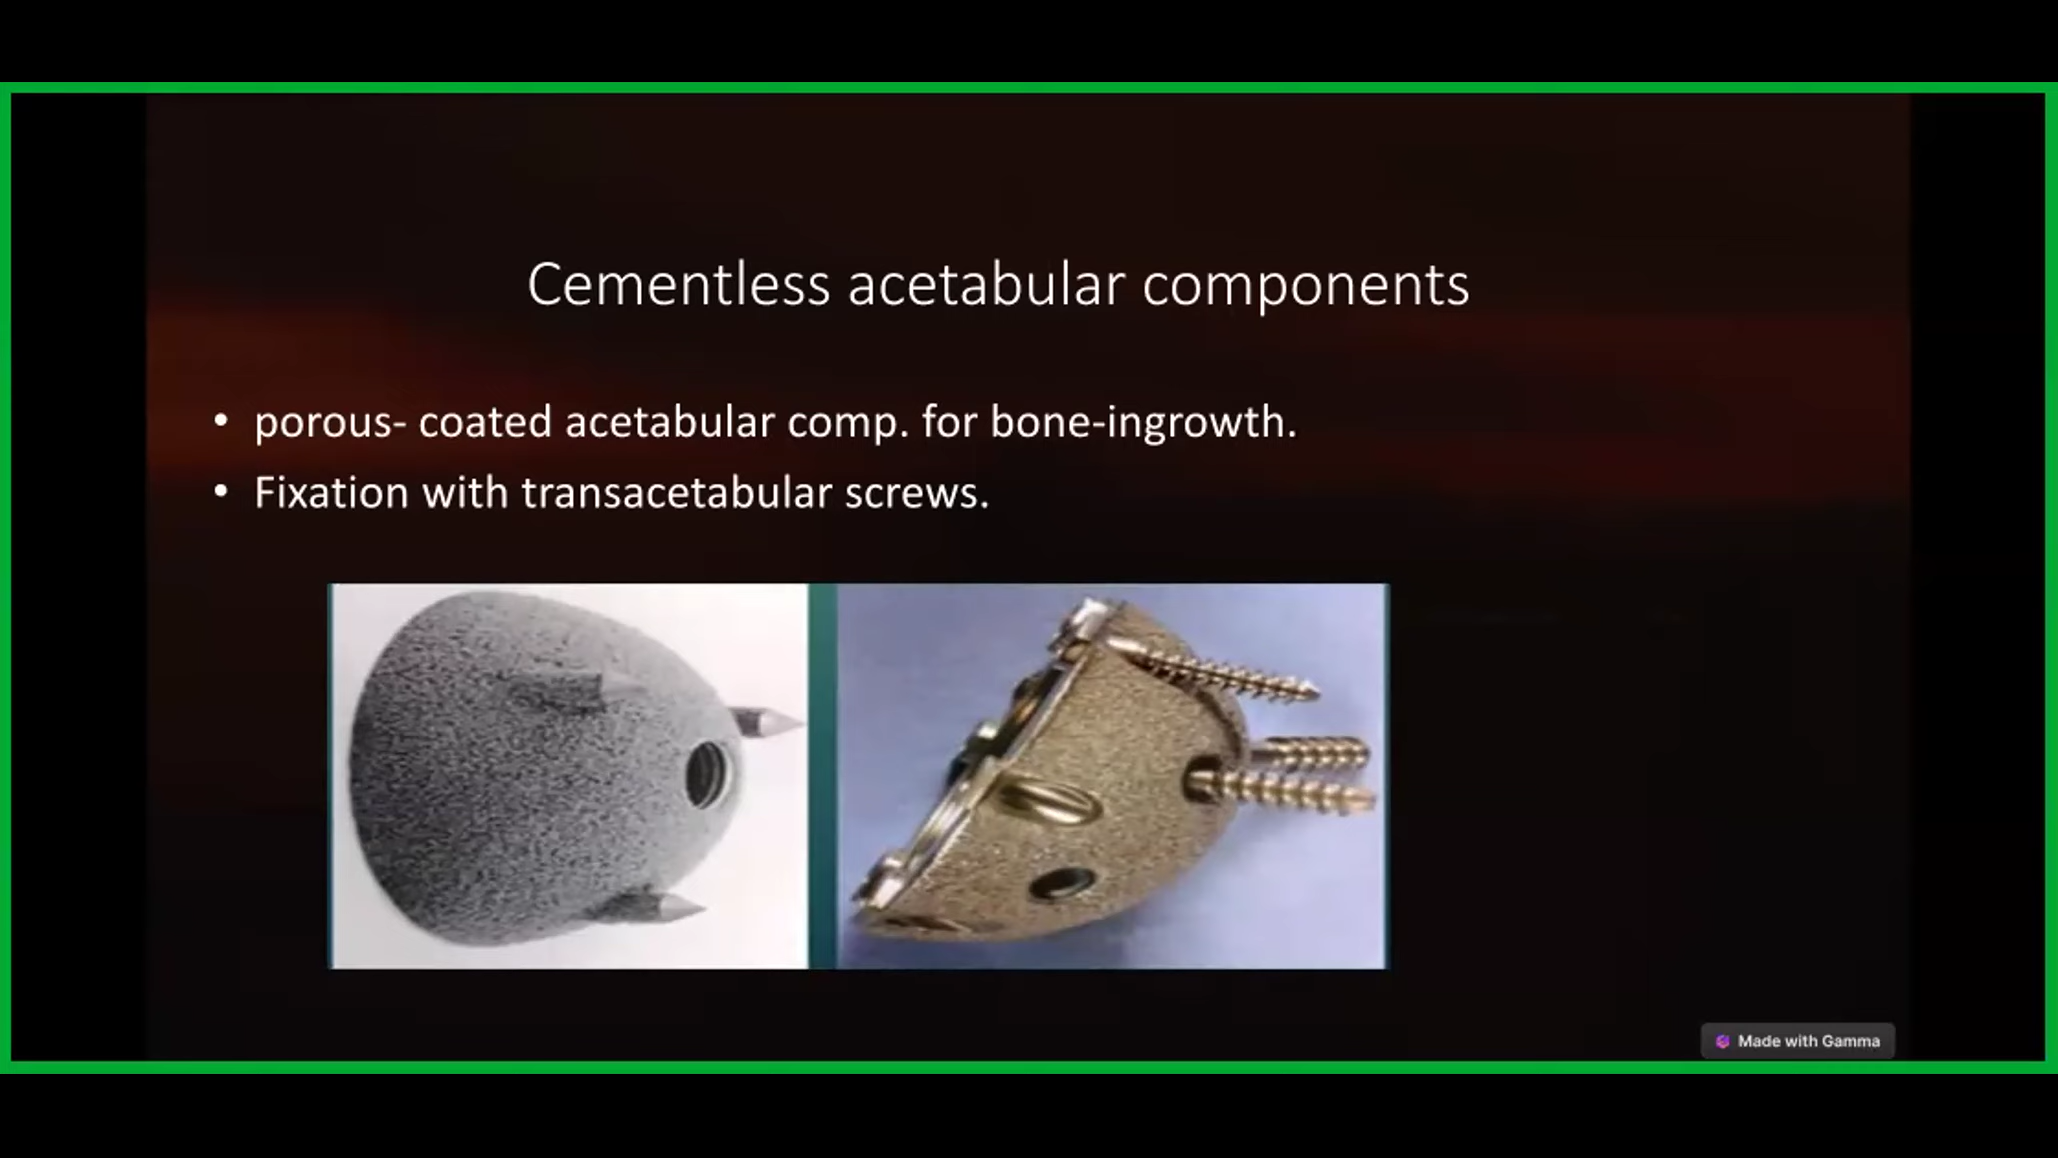 Cementless acetabular components
• porous- coated acetabular comp. for bone-ingrowth.
• Fixation with transacetabular screws.
Made with Gamma